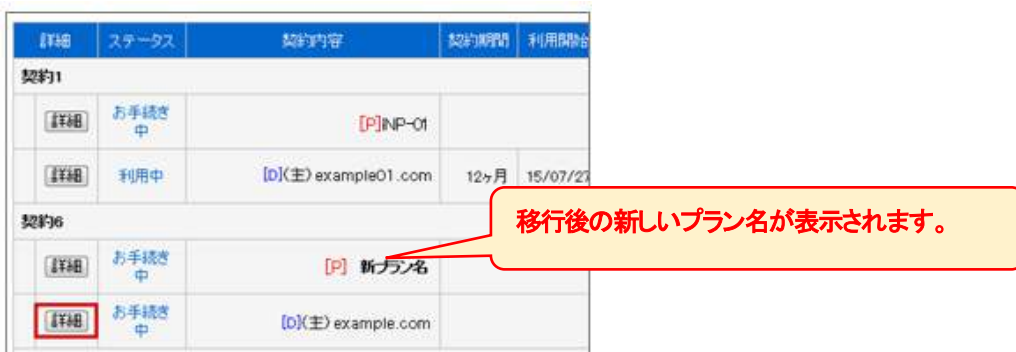 詳細 ステータス 契約内容 契約期間 利用開始
契約1
詳細 お手続き中 [P]INP-01
詳細 利用中 [D](主) example01.com 12ヶ月 15/07/27
契約6
移行後の新しいプラン名が表示されます。
詳細 お手続き中 [P] 新プラン名
詳細 お手続き中 [D](主) example.com